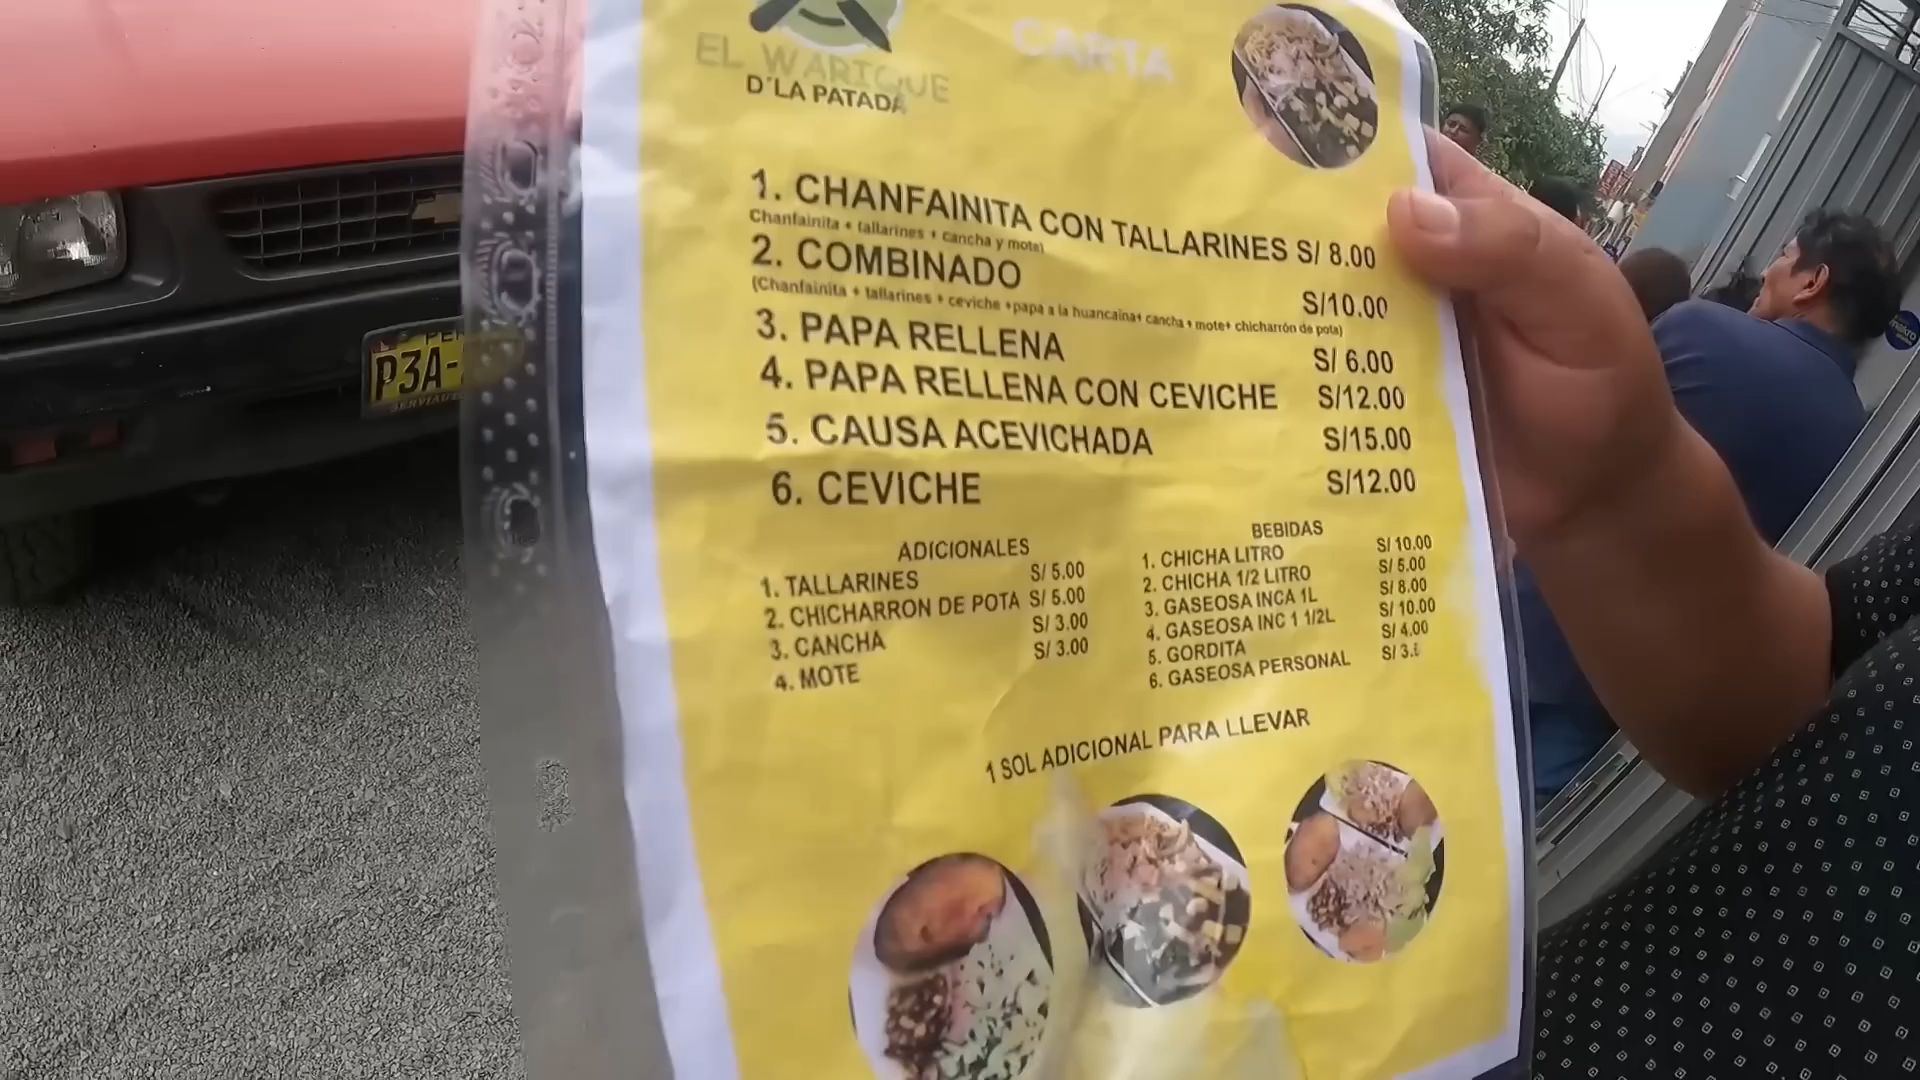 EL WARIQUE
D'LA PATADA
CARTA
1. CHANFAINITA CON TALLARINES S/ 8.00
Chanfainita + tallarines + cancha y mote)
2. COMBINADO S/10.00
(Chanfainita + tallarines + ceviche +papa a la huancaina+ cancha + mote+ chicharrón de pota)
3. PAPA RELLENA S/ 6.00
4. PAPA RELLENA CON CEVICHE S/12.00
5. CAUSA ACEVICHADA S/15.00
6. CEVICHE S/12.00
ADICIONALES
1. TALLARINES S/ 5.00
2. CHICHARRON DE POTA S/ 5.00
3. CANCHA S/ 3.00
4. MOTE S/ 3.00
BEBIDAS
1. CHICHA LITRO S/ 10.00
2. CHICHA 1/2 LITRO S/ 5.00
3. GASEOSA INCA 1L S/ 8.00
4. GASEOSA INC 1 1/2L S/ 10.00
5. GORDITA S/ 4.00
6. GASEOSA PERSONAL S/ 3.
1 SOL ADICIONAL PARA LLEVAR
P3A-
makro